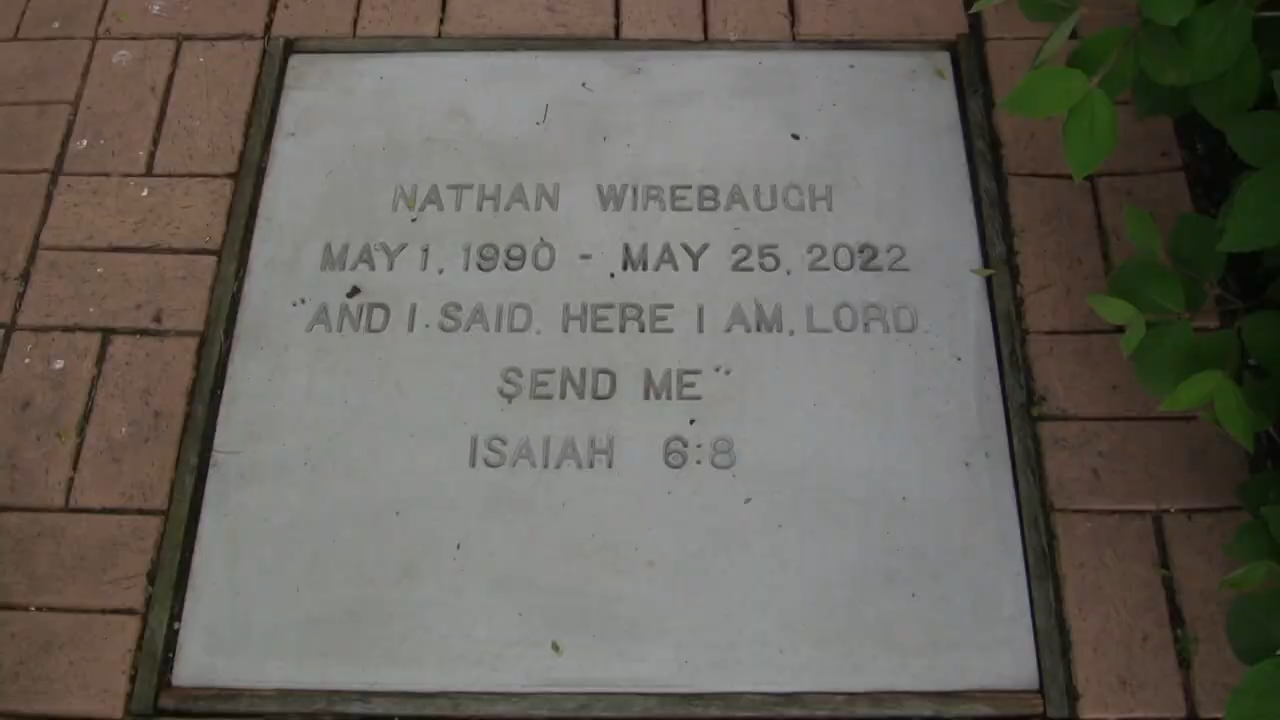 NATHAN WIREBAUGH
MAY 1, 1990 - MAY 25, 2022
"AND I SAID, HERE I AM, LORD
SEND ME"
ISAIAH 6:8